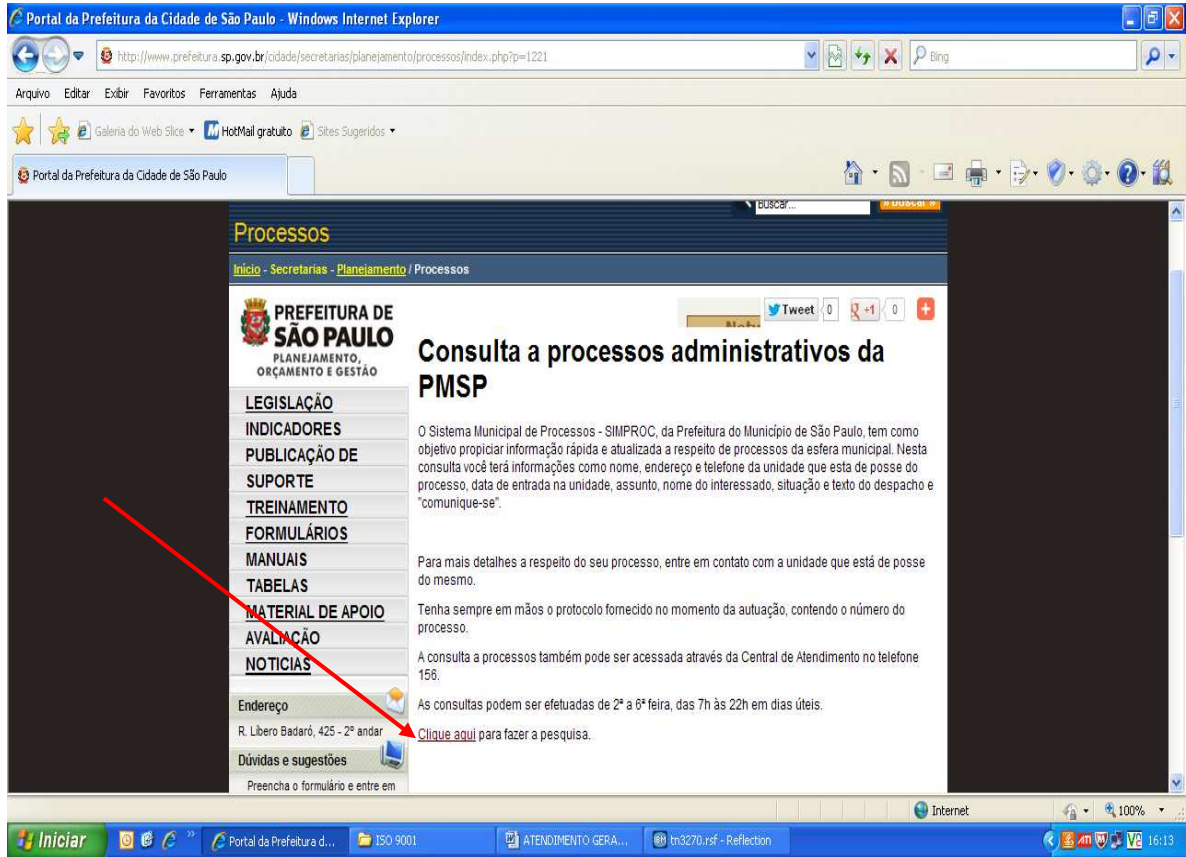 Portal da Prefeitura da Cidade de São Paulo - Windows Internet Explorer
http://www.prefeitura.sp.gov.br/cidade/secretarias/planejamento/processos/index.php?p=1221
Bing
Arquivo Editar Exibir Favoritos Ferramentas Ajuda
Galeria do Web Slice HotMail gratuito Sites Sugeridos
Portal da Prefeitura da Cidade de São Paulo
Buscar... » Buscar »
Processos
Início - Secretarias - Planejamento / Processos
PREFEITURA DE
SÃO PAULO
PLANEJAMENTO,
ORÇAMENTO E GESTÃO
LEGISLAÇÃO
INDICADORES
PUBLICAÇÃO DE
SUPORTE
TREINAMENTO
FORMULÁRIOS
MANUAIS
TABELAS
MATERIAL DE APOIO
AVALIAÇÃO
NOTICIAS
Endereço
R. Líbero Badaró, 425 - 2º andar
Dúvidas e sugestões
Preencha o formulário e entre em
Tweet 0 +1 0
Consulta a processos administrativos da
PMSP
O Sistema Municipal de Processos - SIMPROC, da Prefeitura do Município de São Paulo, tem como
objetivo propiciar informação rápida e atualizada a respeito de processos da esfera municipal. Nesta
consulta você terá informações como nome, endereço e telefone da unidade que esta de posse do
processo, data de entrada na unidade, assunto, nome do interessado, situação e texto do despacho e
"comunique-se".
Para mais detalhes a respeito do seu processo, entre em contato com a unidade que está de posse
do mesmo.
Tenha sempre em mãos o protocolo fornecido no momento da autuação, contendo o número do
processo.
A consulta a processos também pode ser acessada através da Central de Atendimento no telefone
156.
As consultas podem ser efetuadas de 2ª a 6ª feira, das 7h às 22h em dias úteis.
Clique aqui para fazer a pesquisa.
Internet 100%
Iniciar Portal da Prefeitura d... ISO 9001 ATENDIMENTO GERA... tn3270.rsf - Reflection 16:13